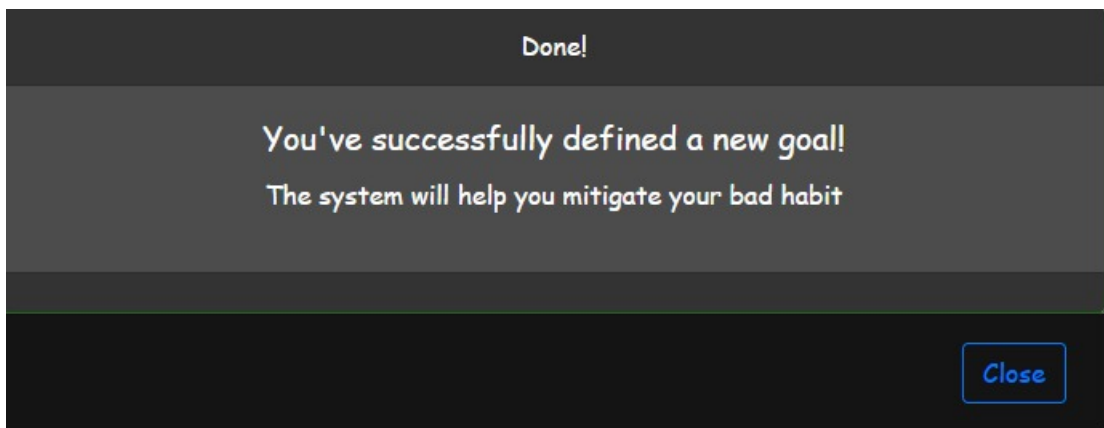 Done!
You've successfully defined a new goal!
The system will help you mitigate your bad habit
Close